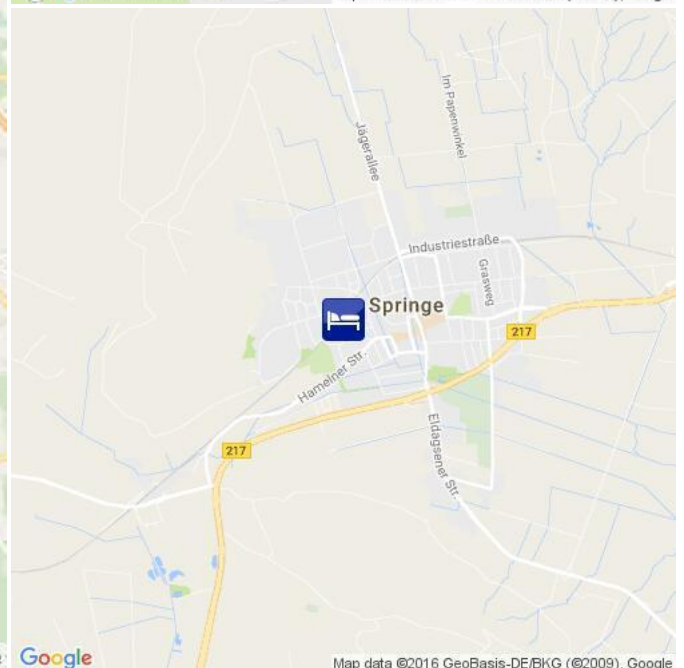 Jägerallee
Im Papenwinkel
Industriestraße
Grasweg
Springe
217
Hamelner Str.
217
Eldagsener Str.
Google
Map data ©2016 GeoBasis-DE/BKG (©2009), Google